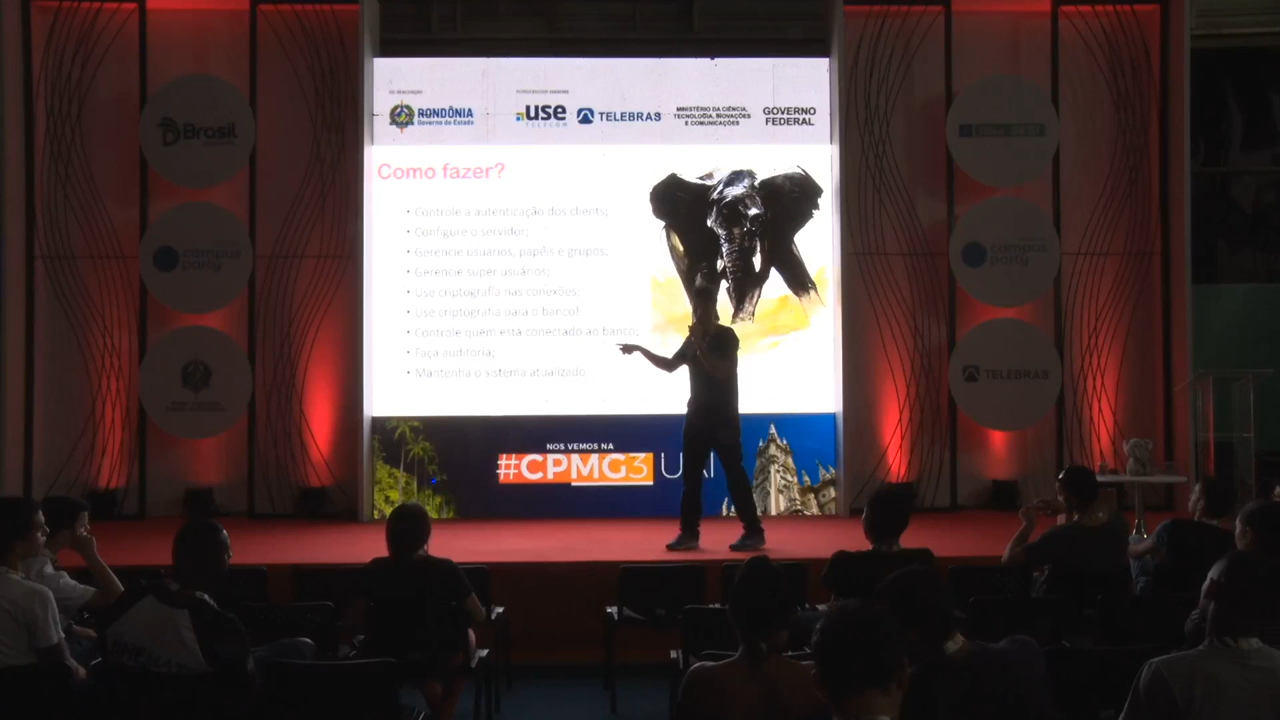 CO-REALIZAÇÃO
RONDÔNIA
Governo do Estado
USE
TELECOM
TELEBRAS
MINISTÉRIO DA CIÊNCIA,
TECNOLOGIA, INOVAÇÕES
E COMUNICAÇÕES
GOVERNO
FEDERAL
Brasil
Como fazer?
• Controle a autenticação dos clients;
• Configure o servidor;
• Gerencie usuários, papéis e grupos;
• Gerencie super usuários;
• Use criptografia nas conexões;
• Use criptografia para o banco!
• Controle quem está conectado ao banco;
• Faça auditoria;
• Mantenha o sistema atualizado.
campus
party
campus
party
TELEBRAS
NOS VEMOS NA
#CPMG3 UAI